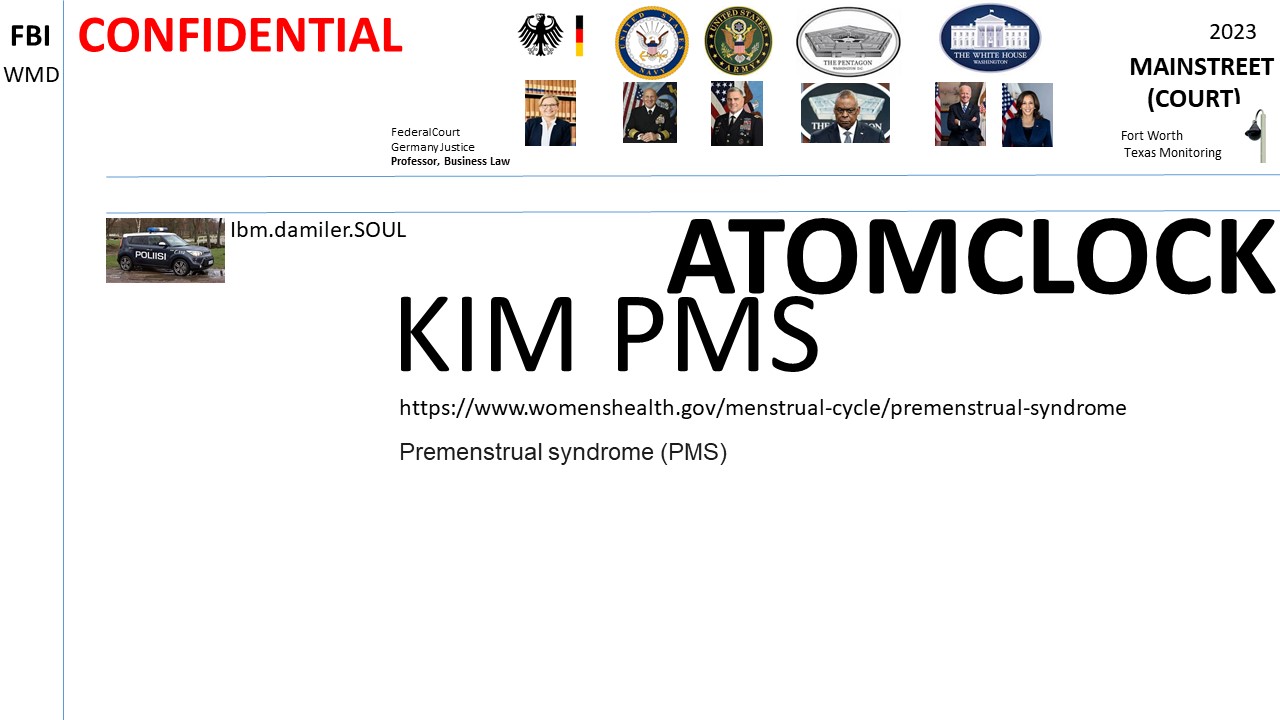 FBI
WMD
CONFIDENTIAL
UNITED STATES
NAVY
UNITED STATES
ARMY
THE PENTAGON
WASHINGTON, DC
THE WHITE HOUSE
WASHINGTON
2023
MAINSTREET
(COURT)
Fort Worth
Texas Monitoring
FederalCourt
Germany Justice
Professor, Business Law
POLIISI
Ibm.damiler.SOUL
ATOMCLOCK
KIM PMS
https://www.womenshealth.gov/menstrual-cycle/premenstrual-syndrome
Premenstrual syndrome (PMS)